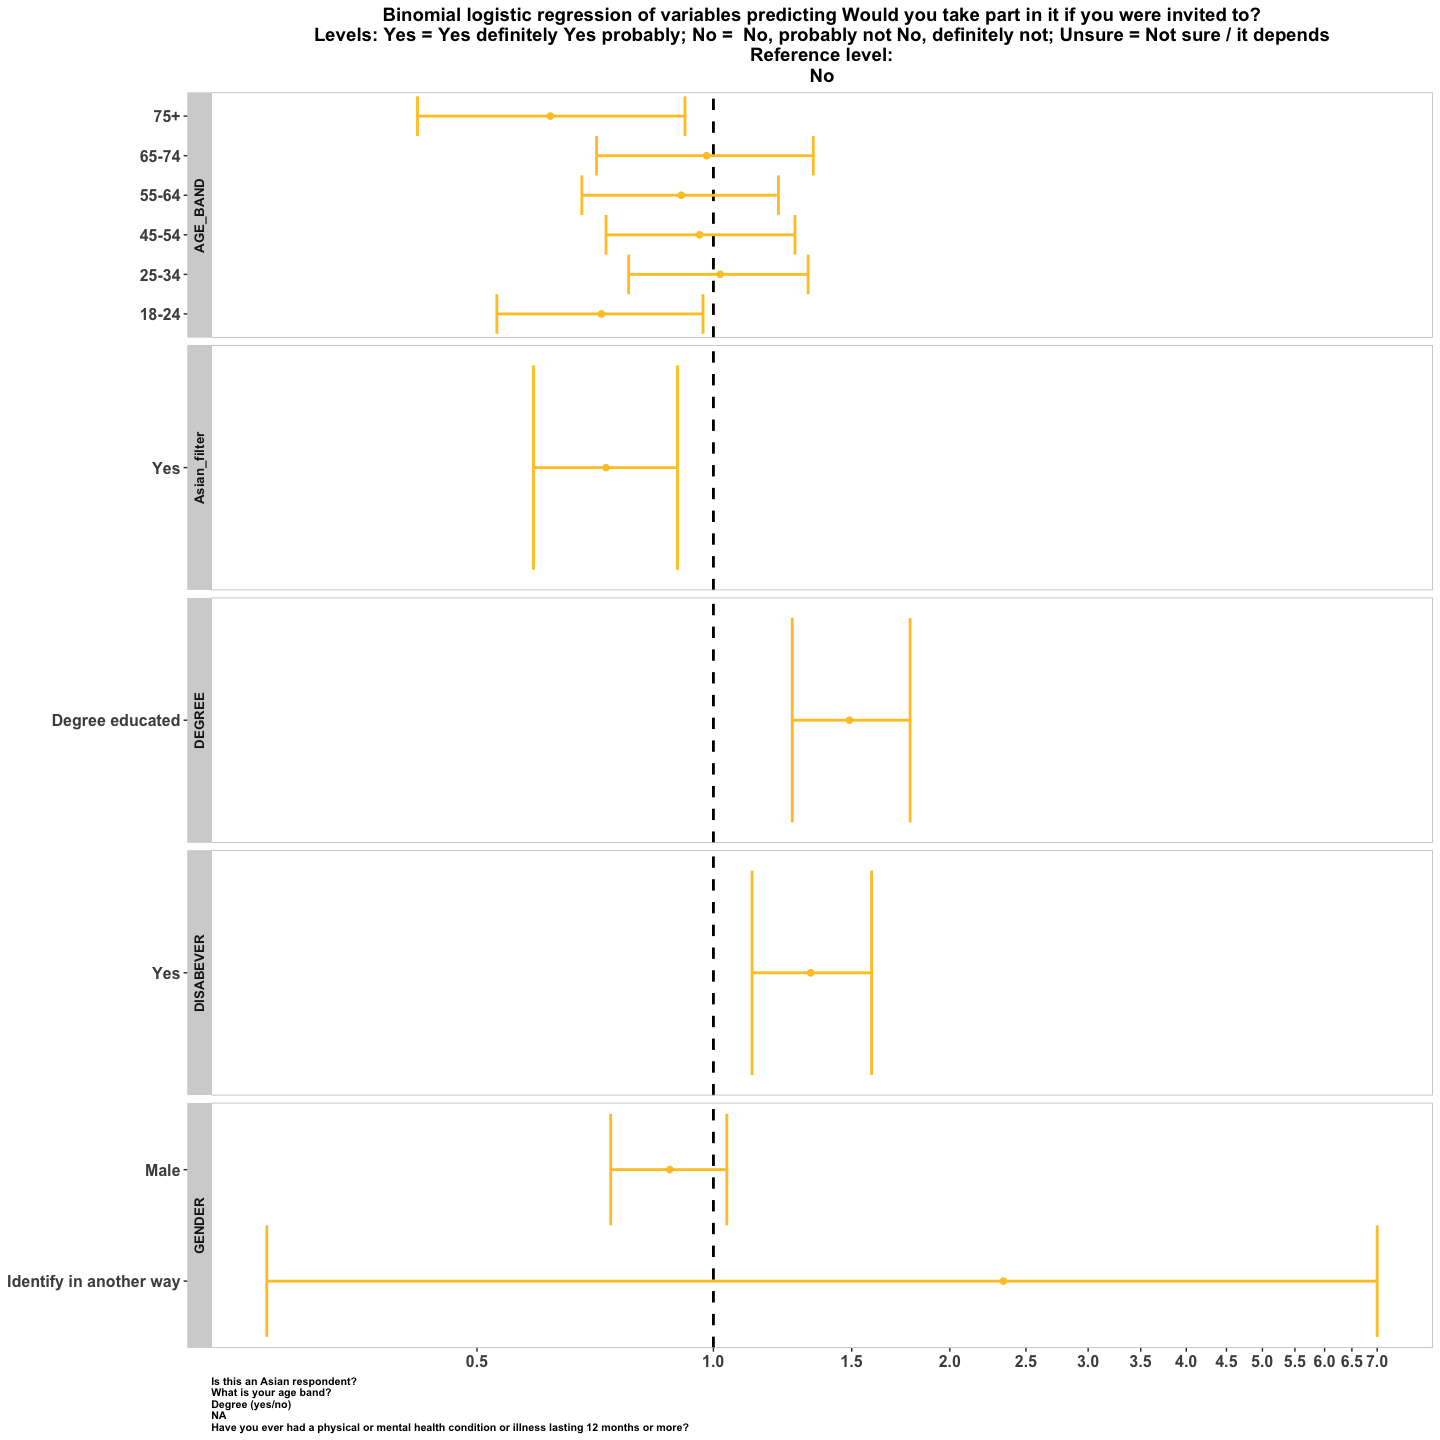 Binomial logistic regression of variables predicting Would you take part in it if you were invited to?
Levels: Yes = Yes definitely Yes probably; No =  No, probably not No, definitely not; Unsure = Not sure / it depends
Reference level:
No
AGE_BAND
75+
65-74
55-64
45-54
25-34
18-24
Asian_filter
Yes
DEGREE
Degree educated
DISABEVER
Yes
GENDER
Male
Identify in another way
0.5 1.0 1.5 2.0 2.5 3.0 3.5 4.0 4.5 5.0 5.5 6.0 6.5 7.0
Is this an Asian respondent?
What is your age band?
Degree (yes/no)
NA
Have you ever had a physical or mental health condition or illness lasting 12 months or more?